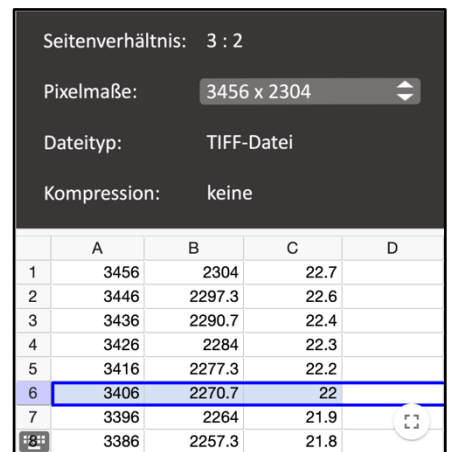 Seitenverhältnis: 3 : 2
Pixelmaße: 3456 x 2304
Dateityp: TIFF-Datei
Kompression: keine
A B C D
1 3456 2304 22.7
2 3446 2297.3 22.6
3 3436 2290.7 22.4
4 3426 2284 22.3
5 3416 2277.3 22.2
6 3406 2270.7 22
7 3396 2264 21.9
8 3386 2257.3 21.8